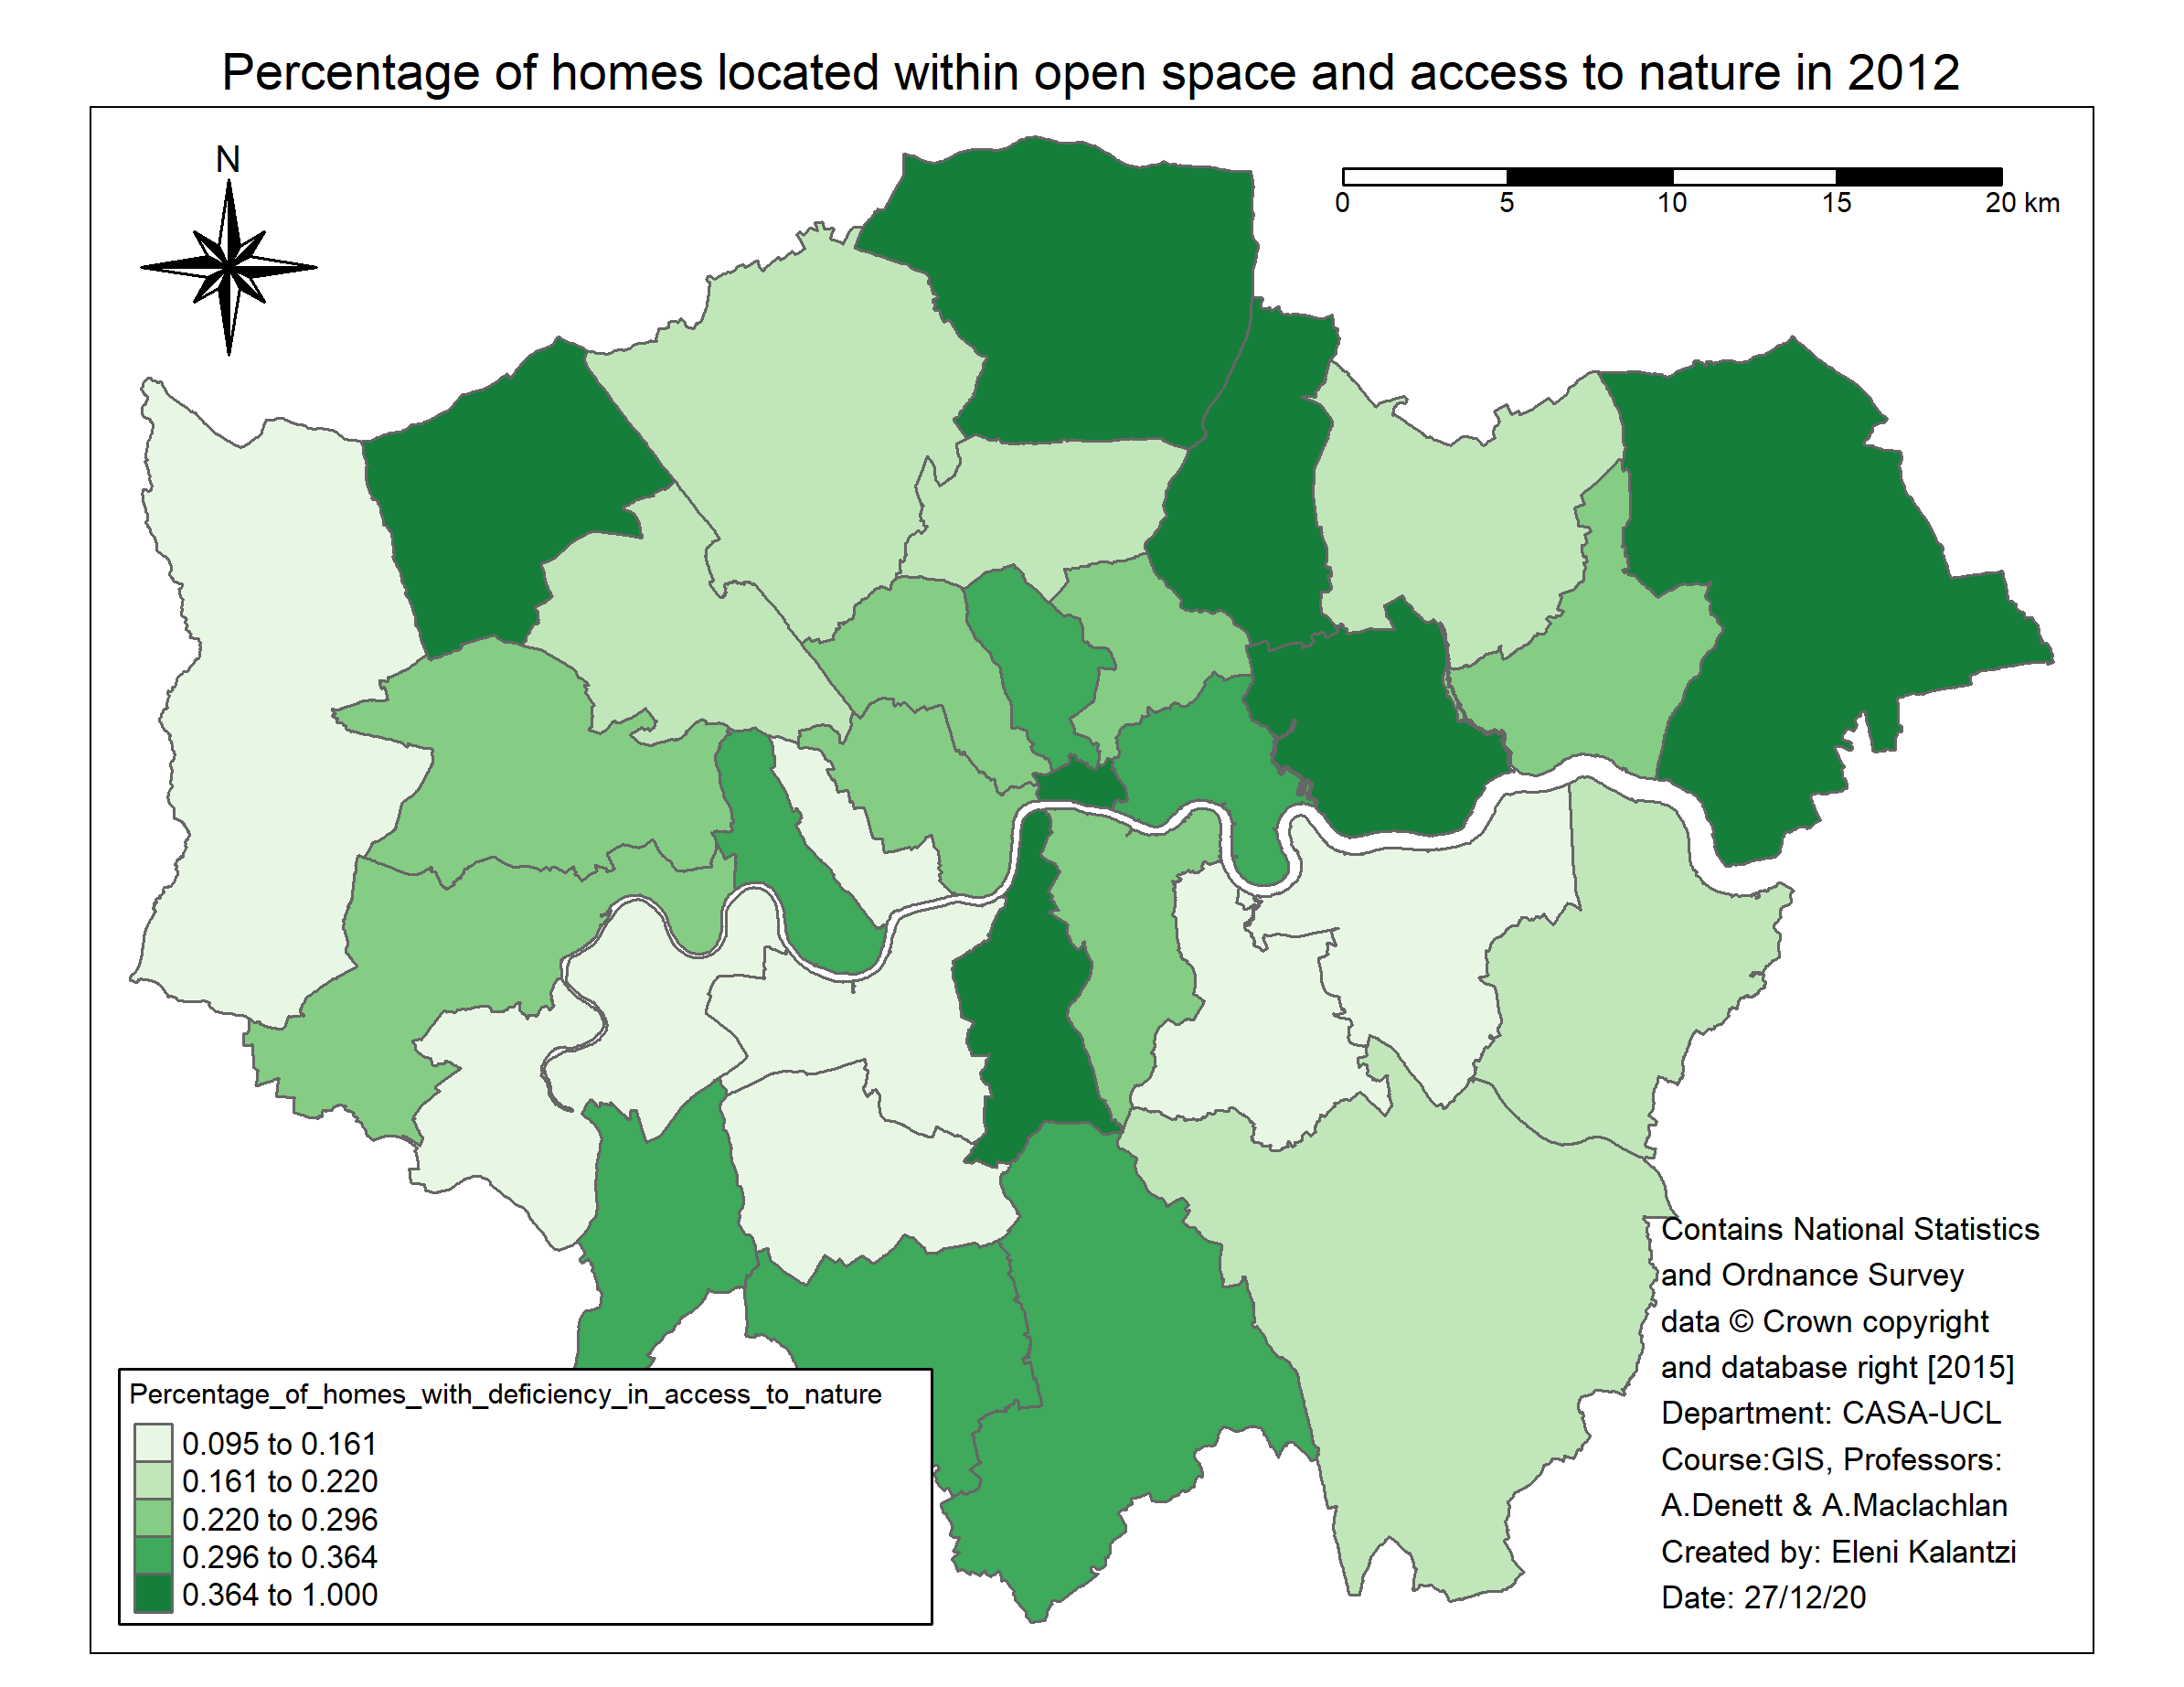 Percentage of homes located within open space and access to nature in 2012
N
0 5 10 15 20 km
Contains National Statistics
and Ordnance Survey
data © Crown copyright
and database right [2015]
Department: CASA-UCL
Course:GIS, Professors:
A.Denett & A.Maclachlan
Created by: Eleni Kalantzi
Date: 27/12/20
Percentage_of_homes_with_deficiency_in_access_to_nature
0.095 to 0.161
0.161 to 0.220
0.220 to 0.296
0.296 to 0.364
0.364 to 1.000